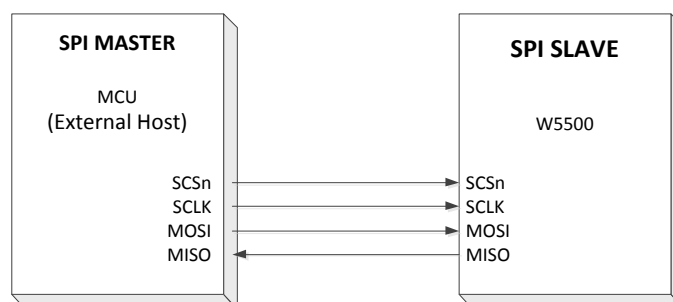 SPI MASTER
MCU
(External Host)
SCSn
SCLK
MOSI
MISO
SPI SLAVE
W5500
SCSn
SCLK
MOSI
MISO